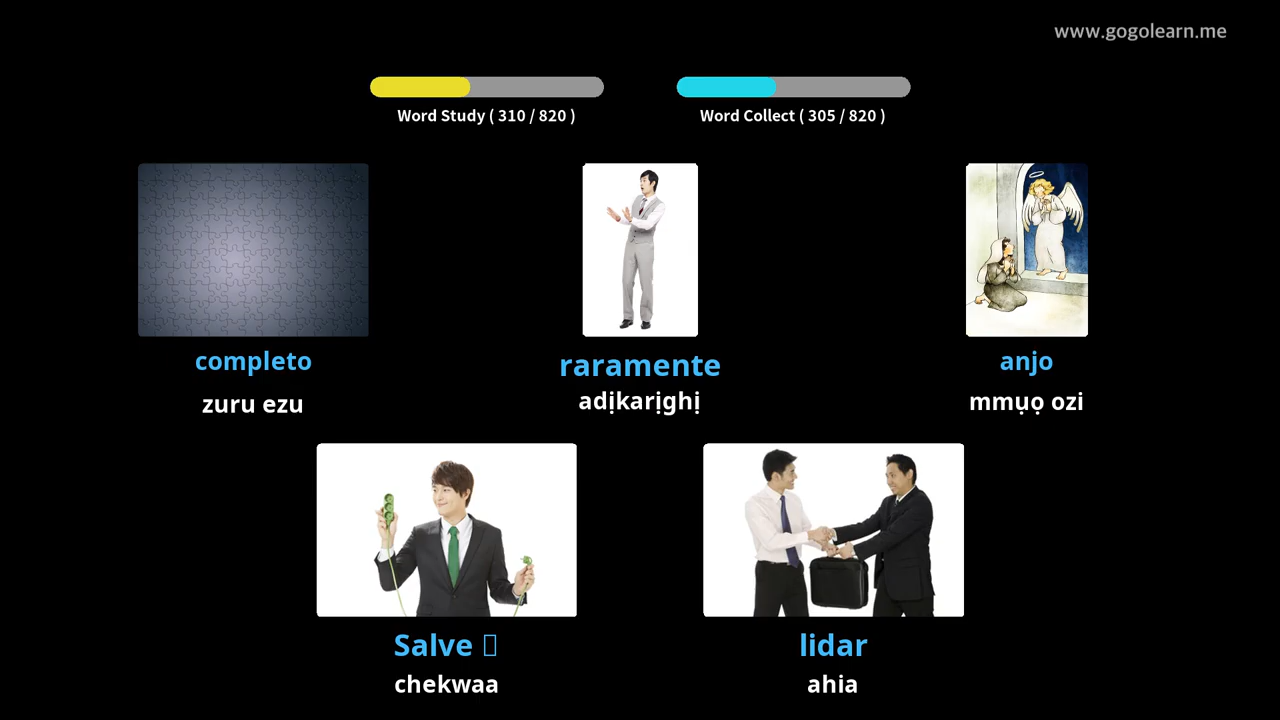 www.gogolearn.me
Word Study ( 310 / 820 )
Word Collect ( 305 / 820 )
completo
zuru ezu
raramente
adịkarịghị
anjo
mmụọ ozi
Salve
chekwaa
lidar
ahia